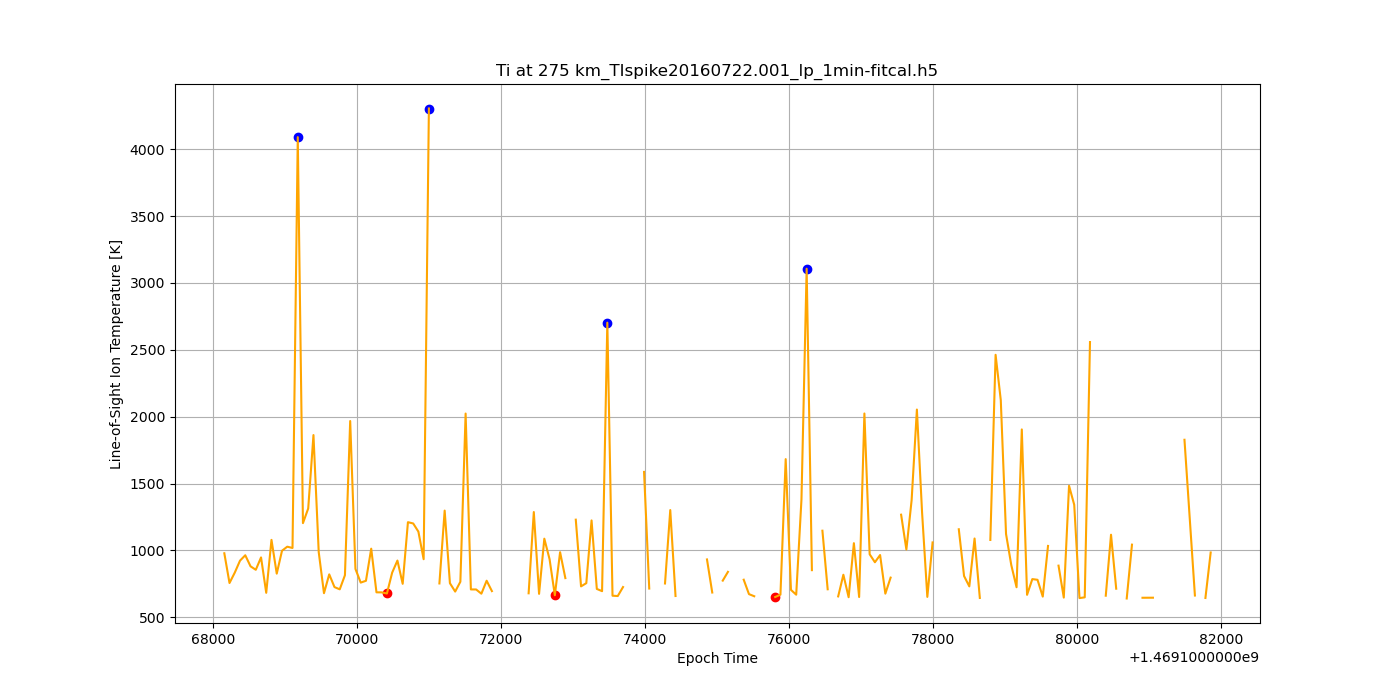 Ti at 275 km_TIspike20160722.001_lp_1min-fitcal.h5
Line-of-Sight Ion Temperature [K]
4000
3500
3000
2500
2000
1500
1000
500
68000 70000 72000 74000 76000 78000 80000 82000
Epoch Time
+1.4691000000e9